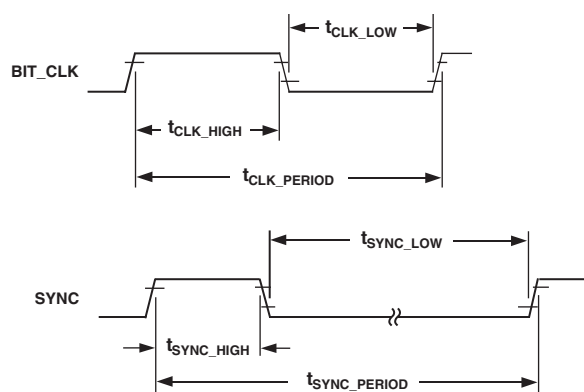 tCLK_LOW
BIT_CLK
tCLK_HIGH
tCLK_PERIOD
tSYNC_LOW
SYNC
tSYNC_HIGH
tSYNC_PERIOD